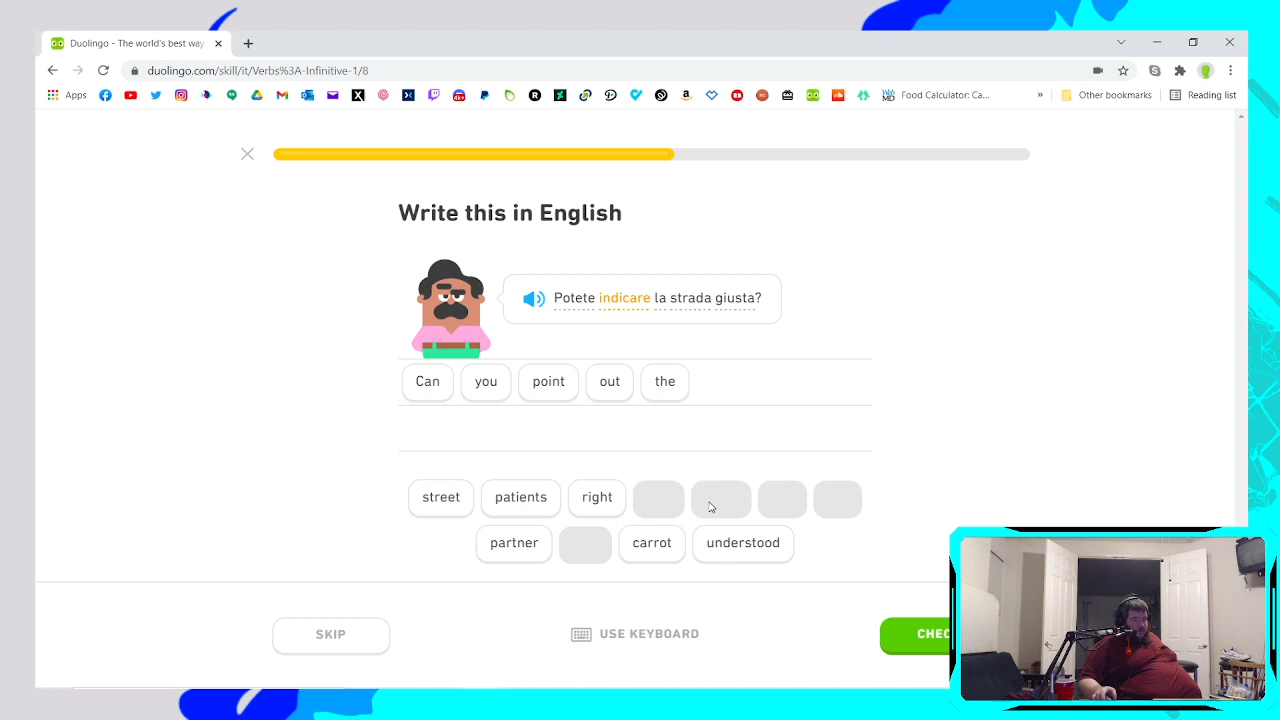 Duolingo - The world's best way
duolingo.com/skill/it/Verbs%3A-Infinitive-1/8
Apps Food Calculator: Ca... » Other bookmarks Reading list
Write this in English
Potete indicare la strada giusta?
Can you point out the
street patients right
partner carrot understood
SKIP USE KEYBOARD CHEC